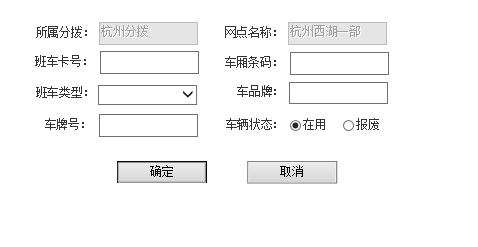 所属分拨： 杭州分拨 网点名称： 杭州西湖一部
班车卡号： 车厢条码：
班车类型： 车品牌：
车牌号： 车辆状态： 在用 报废
确定 取消